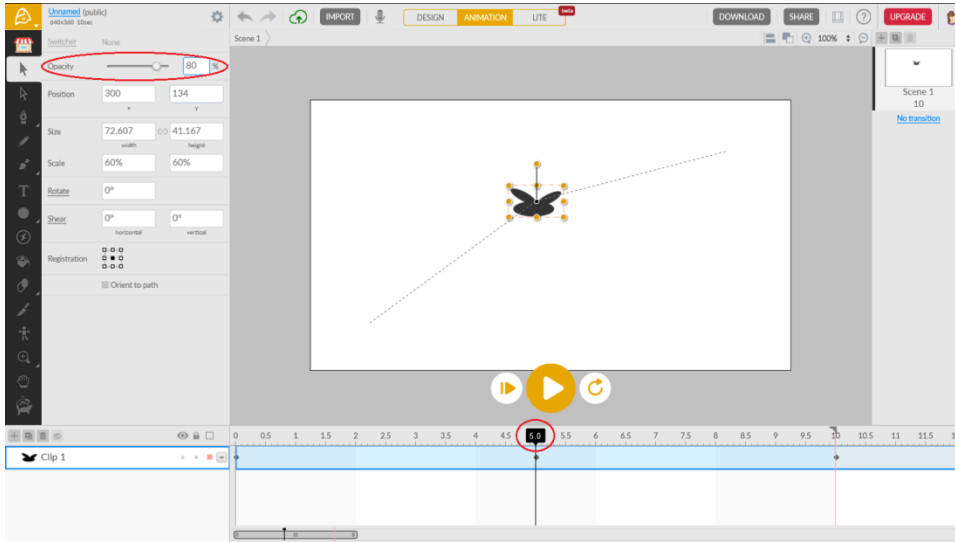 Unnamed (public)
640x360 10sec
IMPORT
DESIGN
ANIMATION
LITE
beta
DOWNLOAD
SHARE
?
UPGRADE
Switcher None
Scene 1
100%
Opacity 80 %
Position 300 134
x y
Size 72.607 41.167
width height
Scale 60% 60%
Rotate 0°
Shear 0° 0°
horizontal vertical
Registration
Orient to path
T
Scene 1
10
No transition
0 0.5 1 1.5 2 2.5 3 3.5 4 4.5 5.0 5.5 6 6.5 7 7.5 8 8.5 9 9.5 10 10.5 11 11.5
Clip 1